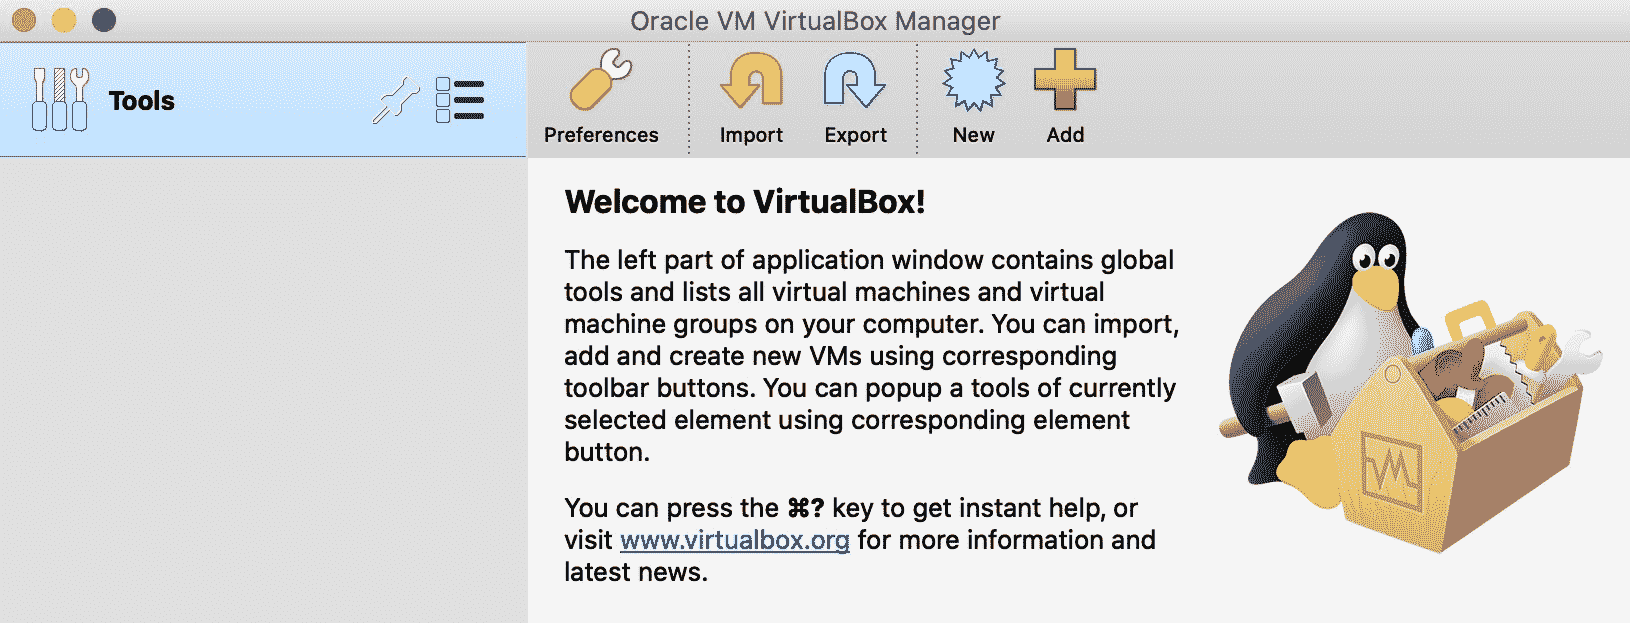 Oracle VM VirtualBox Manager
Tools
Preferences
Import
Export
New
Add
Welcome to VirtualBox!
The left part of application window contains global
tools and lists all virtual machines and virtual
machine groups on your computer. You can import,
add and create new VMs using corresponding
toolbar buttons. You can popup a tools of currently
selected element using corresponding element
button.
You can press the ⌘? key to get instant help, or
visit www.virtualbox.org for more information and
latest news.